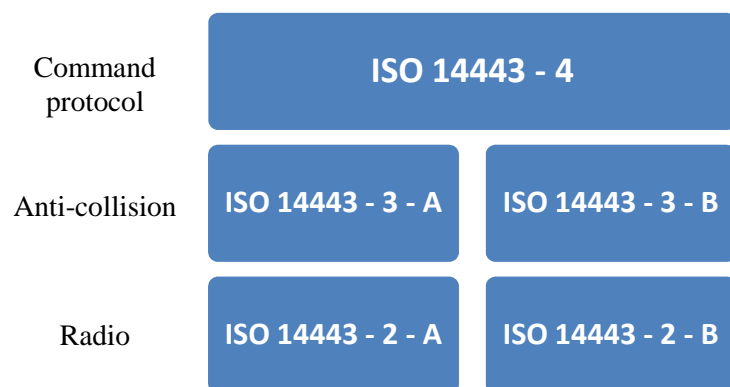 Command
protocol
ISO 14443 - 4
Anti-collision
ISO 14443 - 3 - A
ISO 14443 - 3 - B
Radio
ISO 14443 - 2 - A
ISO 14443 - 2 - B